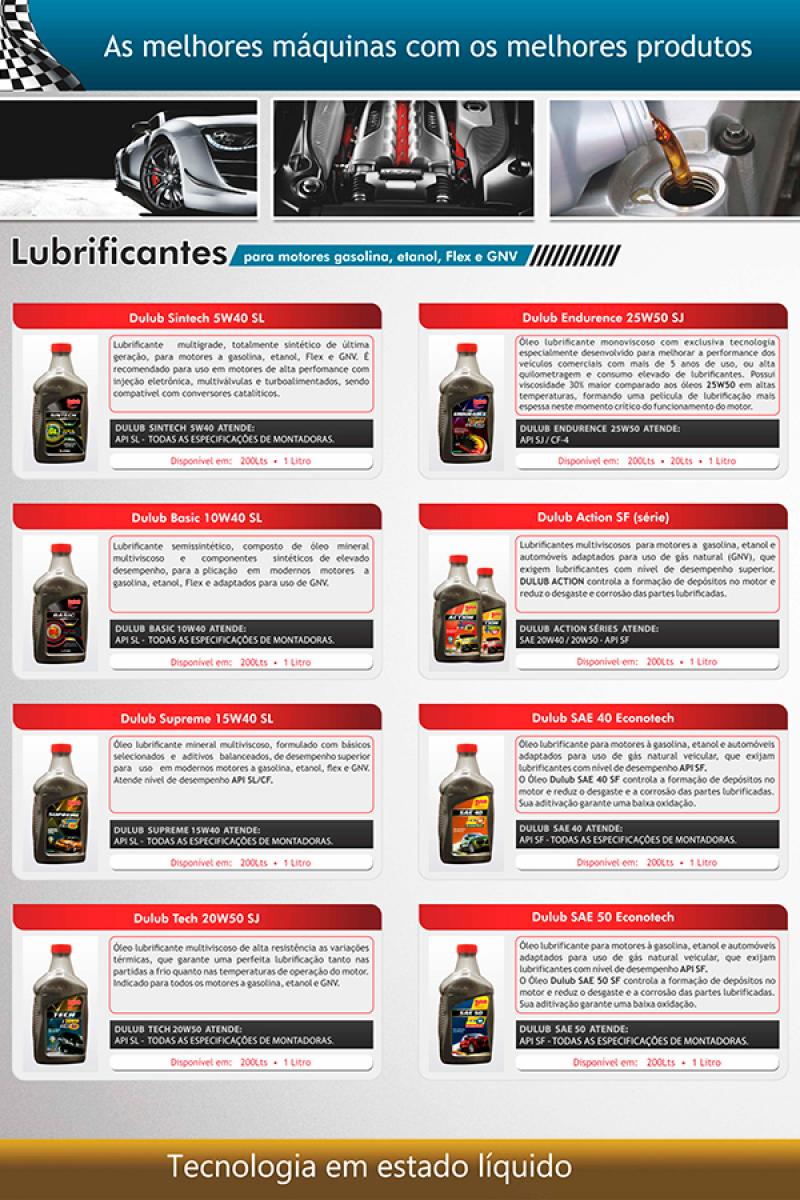 As melhores máquinas com os melhores produtos
Lubrificantes
para motores gasolina, etanol, Flex e GNV
Dulub Sintech 5W40 SL
Lubrificante multigrade, totalmente sintético de última
geração, para motores a gasolina, etanol, Flex e GNV. É
recomendado para uso em motores de alta perfomance com
injeção eletrônica, multiválvulas e turboalimentados, sendo
compatível com conversores catalíticos.
DULUB SINTECH 5W40 ATENDE:
API SL - TODAS AS ESPECIFICAÇÕES DE MONTADORAS.
Disponível em: 200Lts • 1 Litro
Dulub Basic 10W40 SL
Lubrificante semissintético, composto de óleo mineral
multiviscoso e componentes sintéticos de elevado
desempenho, para a plicação em modernos motores a
gasolina, etanol, Flex e adaptados para uso de GNV.
DULUB BASIC 10W40 ATENDE:
API SL - TODAS AS ESPECIFICAÇÕES DE MONTADORAS.
Disponível em: 200Lts • 1 Litro
Dulub Supreme 15W40 SL
Óleo lubrificante mineral multiviscoso, formulado com básicos
selecionados e aditivos balanceados, de desempenho superior
para uso em modernos motores a gasolina, etanol, flex e GNV.
Atende nível de desempenho API SL/CF.
DULUB SUPREME 15W40 ATENDE:
API SL - TODAS AS ESPECIFICAÇÕES DE MONTADORAS.
Disponível em: 200Lts • 1 Litro
Dulub Tech 20W50 SJ
Óleo lubrificante multiviscoso de alta resistência as variações
térmicas, que garante uma perfeita lubrificação tanto nas
partidas a frio quanto nas temperaturas de operação do motor.
Indicado para todos os motores a gasolina, etanol e GNV.
DULUB TECH 20W50 ATENDE:
API SL - TODAS AS ESPECIFICAÇÕES DE MONTADORAS.
Disponível em: 200Lts • 1 Litro
Dulub Endurence 25W50 SJ
Óleo lubrificante monoviscoso com exclusiva tecnologia
especialmente desenvolvido para melhorar a performance dos
veículos comerciais com mais de 5 anos de uso, ou alta
quilometragem e consumo elevado de lubrificantes. Possui
viscosidade 30% maior comparado aos óleos 25W50 em altas
temperaturas, formando uma película de lubrificação mais
espessa neste momento crítico do funcionamento do motor.
DULUB ENDURENCE 25W50 ATENDE:
API SJ / CF-4
Disponível em: 200Lts • 20Lts • 1 Litro
Dulub Action SF (série)
Lubrificantes multiviscosos para motores a gasolina, etanol e
automóveis adaptados para uso de gás natural (GNV), que
exigem lubrificantes com nível de desempenho superior.
DULUB ACTION controla a formação de depósitos no motor e
reduz o desgaste e corrosão das partes lubrificadas.
DULUB ACTION SÉRIES ATENDE:
SAE 20W40 / 20W50 - API SF
Disponível em: 200Lts • 1 Litro
Dulub SAE 40 Econotech
Óleo lubrificante para motores à gasolina, etanol e automóveis
adaptados para uso de gás natural veicular, que exijam
lubrificantes com nível de desempenho API SF.
O Óleo Dulub SAE 40 SF controla a formação de depósitos no
motor e reduz o desgaste e a corrosão das partes lubrificadas.
Sua aditivação garante uma baixa oxidação.
DULUB SAE 40 ATENDE:
API SF - TODAS AS ESPECIFICAÇÕES DE MONTADORAS.
Disponível em: 200Lts • 1 Litro
Dulub SAE 50 Econotech
Óleo lubrificante para motores à gasolina, etanol e automóveis
adaptados para uso de gás natural veicular, que exijam
lubrificantes com nível de desempenho API SF.
O Óleo Dulub SAE 50 SF controla a formação de depósitos no
motor e reduz o desgaste e a corrosão das partes lubrificadas.
Sua aditivação garante uma baixa oxidação.
DULUB SAE 50 ATENDE:
API SF - TODAS AS ESPECIFICAÇÕES DE MONTADORAS.
Disponível em: 200Lts • 1 Litro
Tecnologia em estado líquido